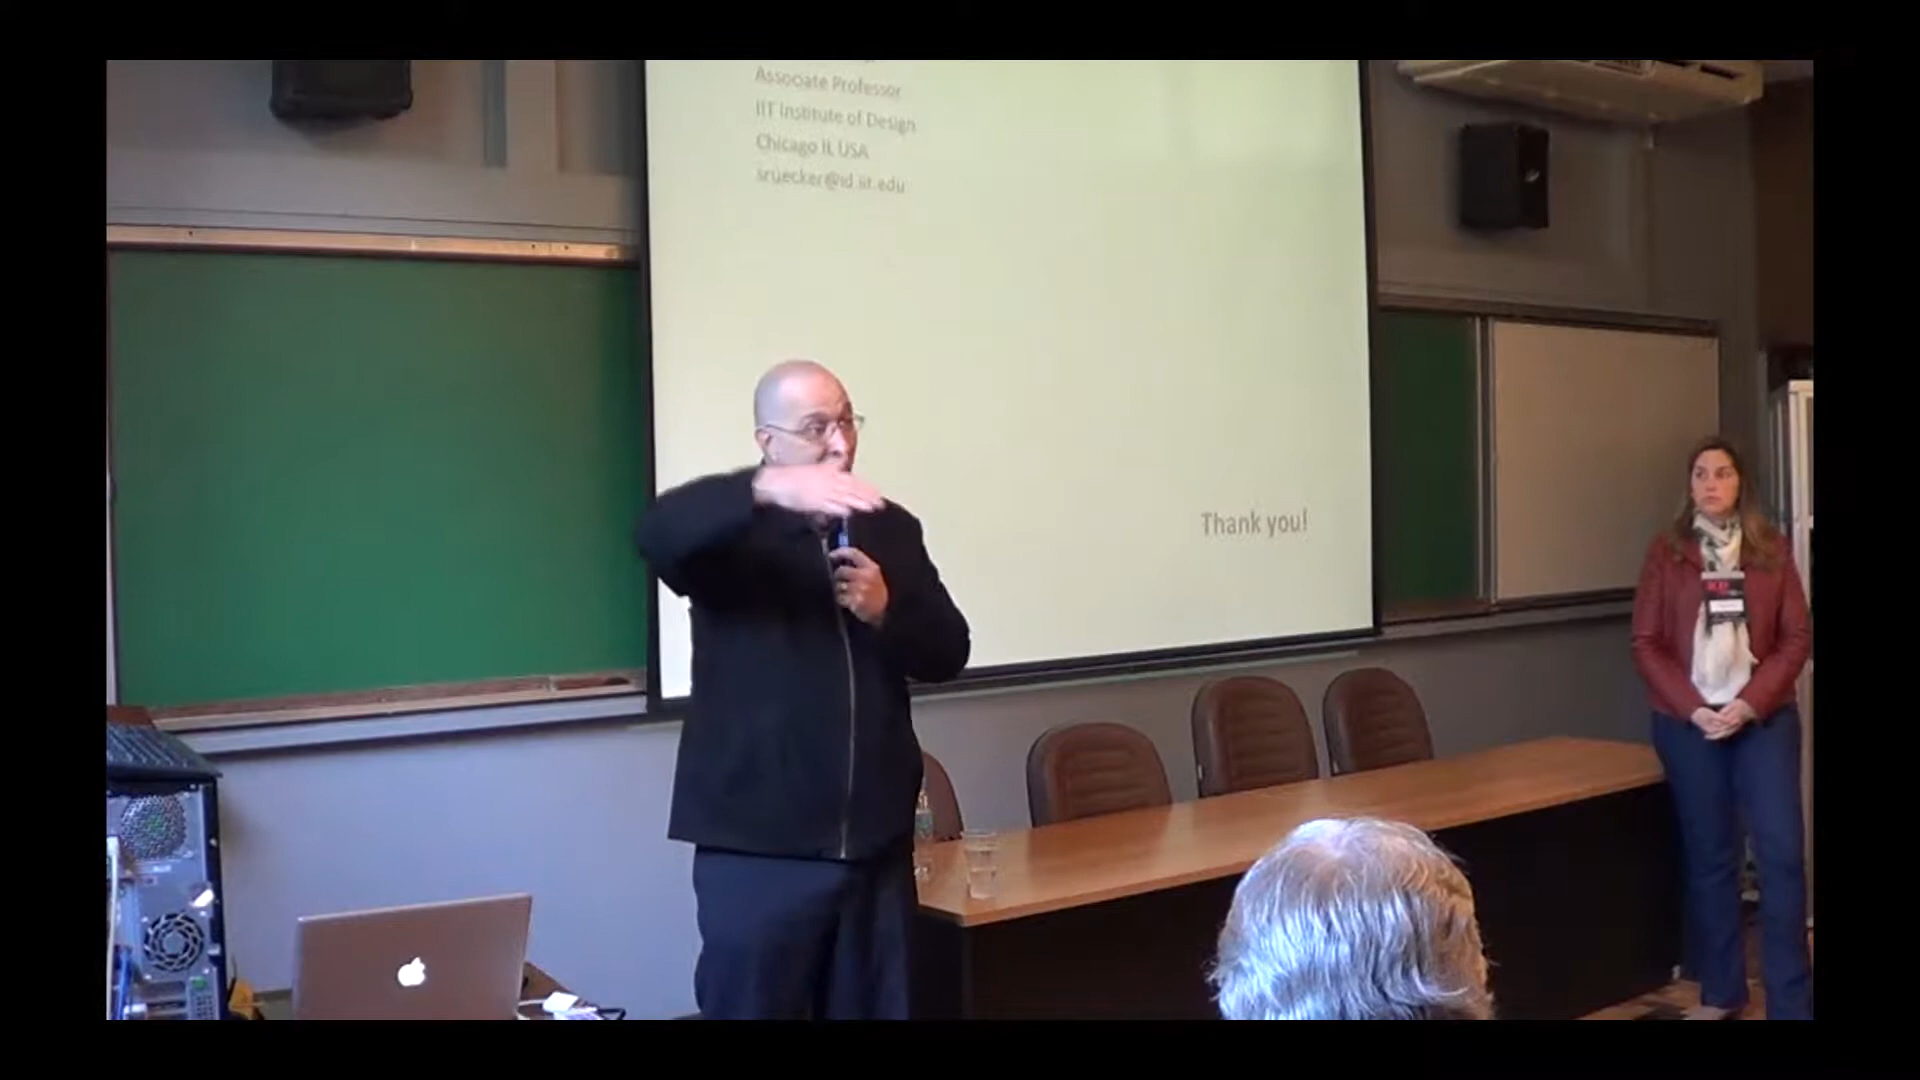 Associate Professor
IIT Institute of Design
Chicago IL USA
sruecker@id.iit.edu
Thank you!